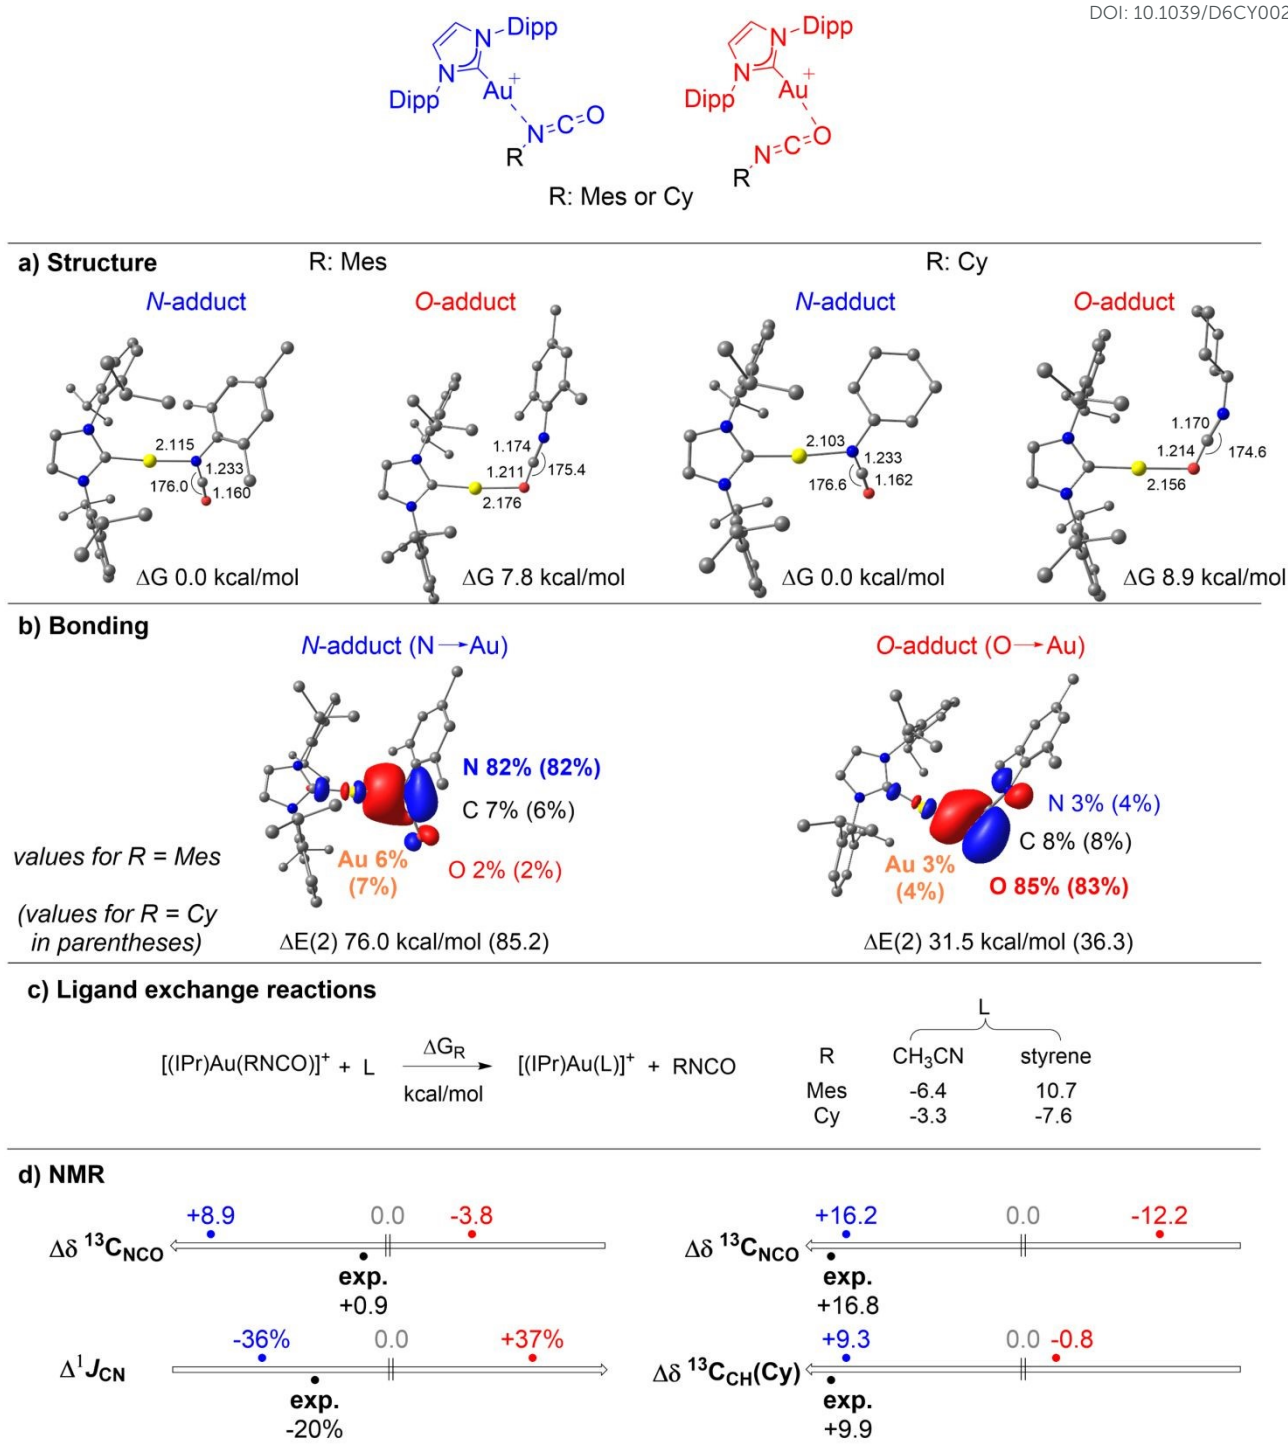 DOI: 10.1039/D6CY002
N Dipp N Dipp
N N
Dipp Au+ Dipp Au+
N=C=O N=C=O
R R
R: Mes or Cy
a) Structure R: Mes R: Cy
N-adduct O-adduct N-adduct O-adduct
2.115 1.233 176.0 1.160
1.174 1.211 175.4 2.176
2.103 1.233 176.6 1.162
1.170 1.214 174.6 2.156
ΔG 0.0 kcal/mol ΔG 7.8 kcal/mol ΔG 0.0 kcal/mol ΔG 8.9 kcal/mol
b) Bonding
N-adduct (N→Au) O-adduct (O→Au)
N 82% (82%) N 3% (4%)
C 7% (6%) C 8% (8%)
values for R = Mes Au 6% O 2% (2%) Au 3% O 85% (83%)
(7%) (4%)
(values for R = Cy
in parentheses) ΔE(2) 76.0 kcal/mol (85.2) ΔE(2) 31.5 kcal/mol (36.3)
c) Ligand exchange reactions
L
[(IPr)Au(RNCO)]+ + L ΔGR kcal/mol [(IPr)Au(L)]+ + RNCO
R CH3CN styrene
Mes -6.4 10.7
Cy -3.3 -7.6
d) NMR
+8.9 0.0 -3.8 +16.2 0.0 -12.2
Δδ 13CNCO Δδ 13CNCO
exp. exp.
+0.9 +16.8
-36% 0.0 +37% +9.3 0.0 -0.8
Δ1JCN Δδ 13CCH(Cy)
exp. exp.
-20% +9.9